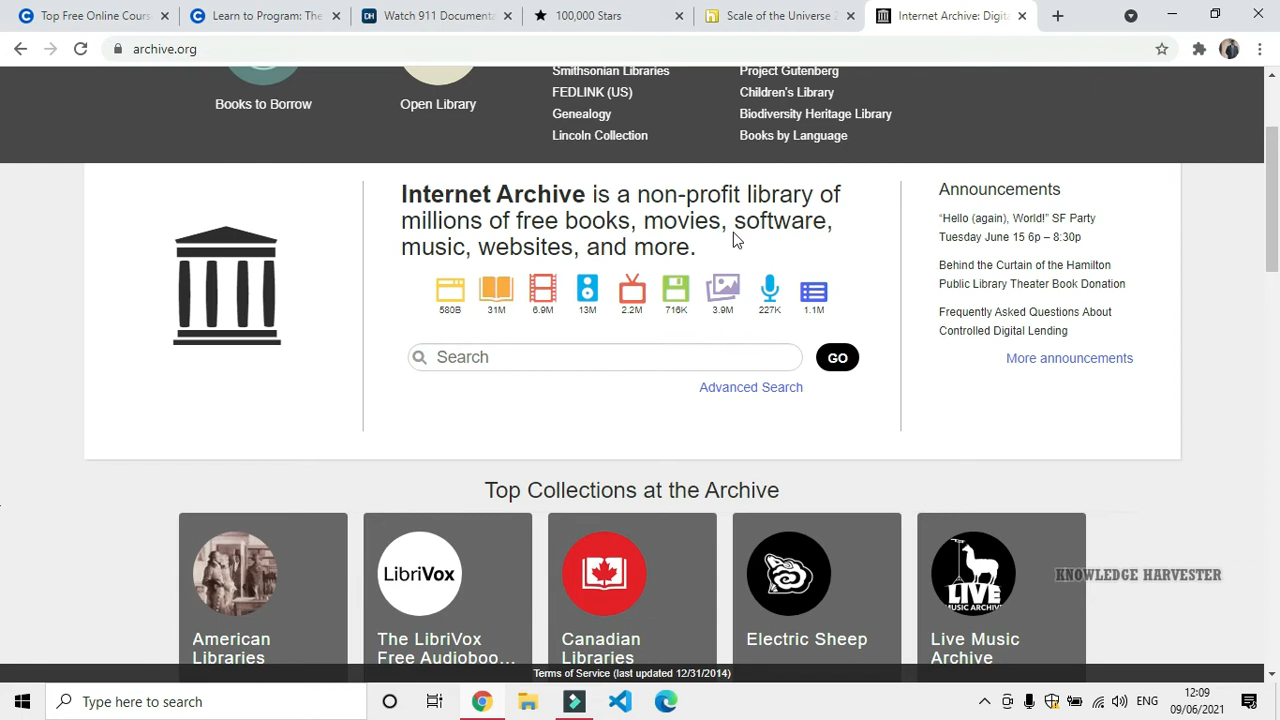 Top Free Online Cours
Learn to Program: The
Watch 911 Documenta
100,000 Stars
Scale of the Universe 2
Internet Archive: Digita
archive.org
Books to Borrow
Open Library
Smithsonian Libraries
FEDLINK (US)
Genealogy
Lincoln Collection
Project Gutenberg
Children's Library
Biodiversity Heritage Library
Books by Language
Internet Archive is a non-profit library of
millions of free books, movies, software,
music, websites, and more.
580B
31M
6.9M
13M
2.2M
716K
3.9M
227K
1.1M
Search
GO
Advanced Search
Announcements
“Hello (again), World!” SF Party
Tuesday June 15 6p – 8:30p
Behind the Curtain of the Hamilton
Public Library Theater Book Donation
Frequently Asked Questions About
Controlled Digital Lending
More announcements
Top Collections at the Archive
LibriVox
LIVE
MUSIC ARCHIVE
American
Libraries
The LibriVox
Free Audioboo…
Canadian
Libraries
Electric Sheep
Live Music
Archive
KNOWLEDGE HARVESTER
Terms of Service (last updated 12/31/2014)
Type here to search
ENG
12:09
09/06/2021